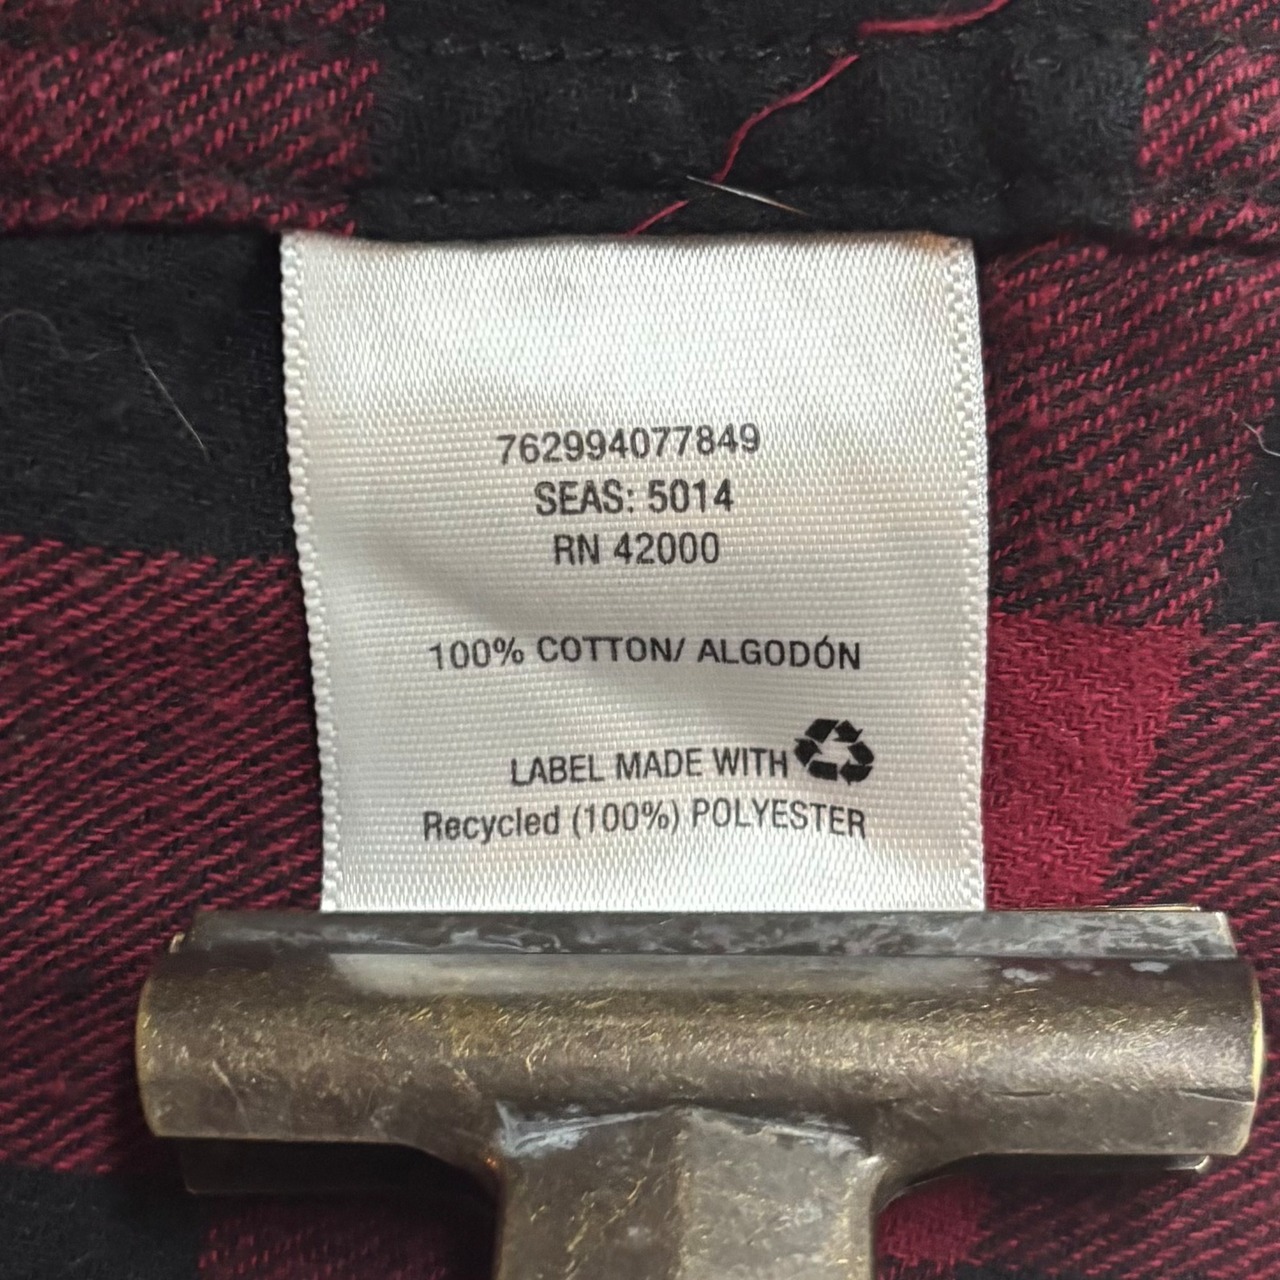 762994077849
SEAS: 5014
RN 42000
100% COTTON/ ALGODÓN
LABEL MADE WITH
Recycled (100%) POLYESTER